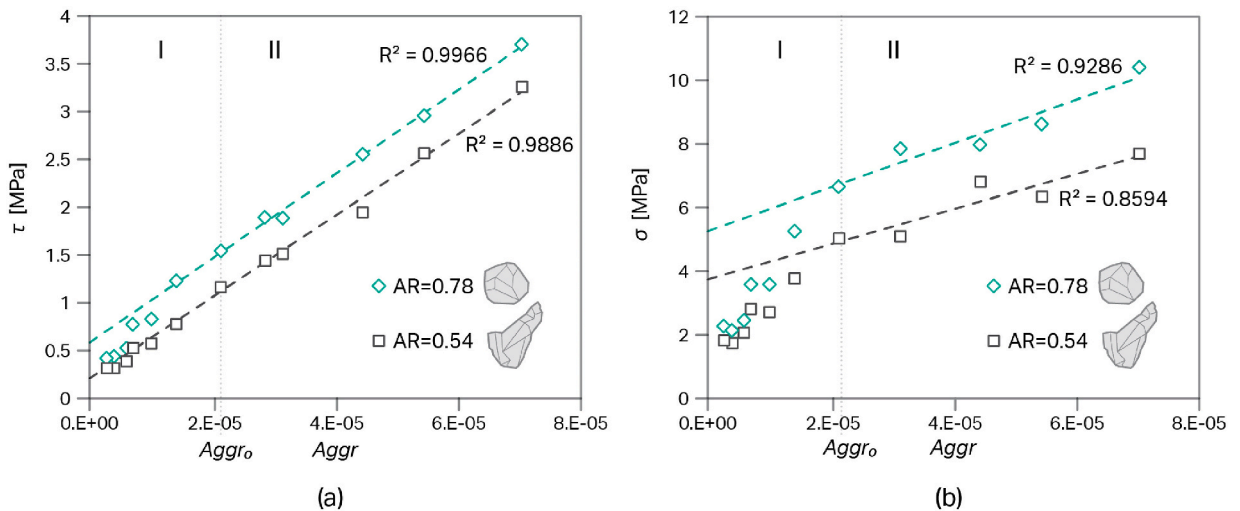 4
3.5
3
2.5
2
1.5
1
0.5
0
τ [MPa]
I II
R² = 0.9966
R² = 0.9886
AR=0.78
AR=0.54
0.E+00 2.E-05 4.E-05 6.E-05 8.E-05
Aggr₀ Aggr
(a)
12
10
8
6
4
2
0
σ [MPa]
I II
R² = 0.9286
R² = 0.8594
AR=0.78
AR=0.54
0.E+00 2.E-05 4.E-05 6.E-05 8.E-05
Aggr₀ Aggr
(b)